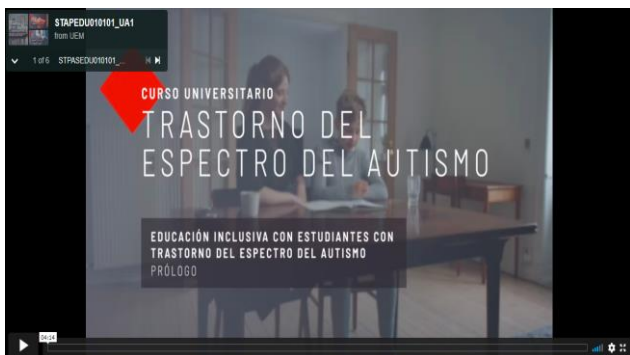 STAPEDU010101_UA1
from UEM
1 of 6 STPASEDU010101_...
CURSO UNIVERSITARIO
TRASTORNO DEL
ESPECTRO DEL AUTISMO
EDUCACIÓN INCLUSIVA CON ESTUDIANTES CON
TRASTORNO DEL ESPECTRO DEL AUTISMO
PRÓLOGO
04:14